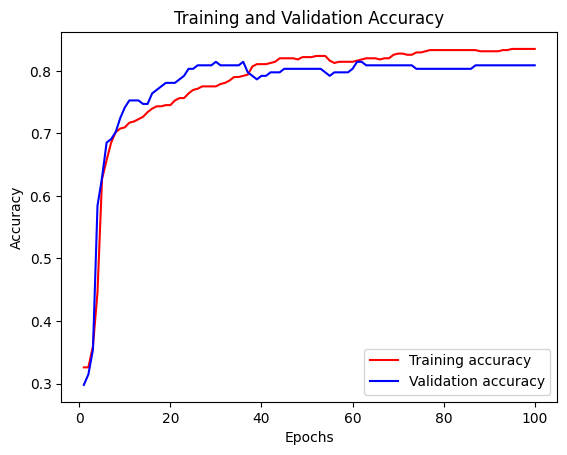 Training and Validation Accuracy
Accuracy
0.8
0.7
0.6
0.5
0.4
0.3
Training accuracy
Validation accuracy
0
20
40
60
80
100
Epochs